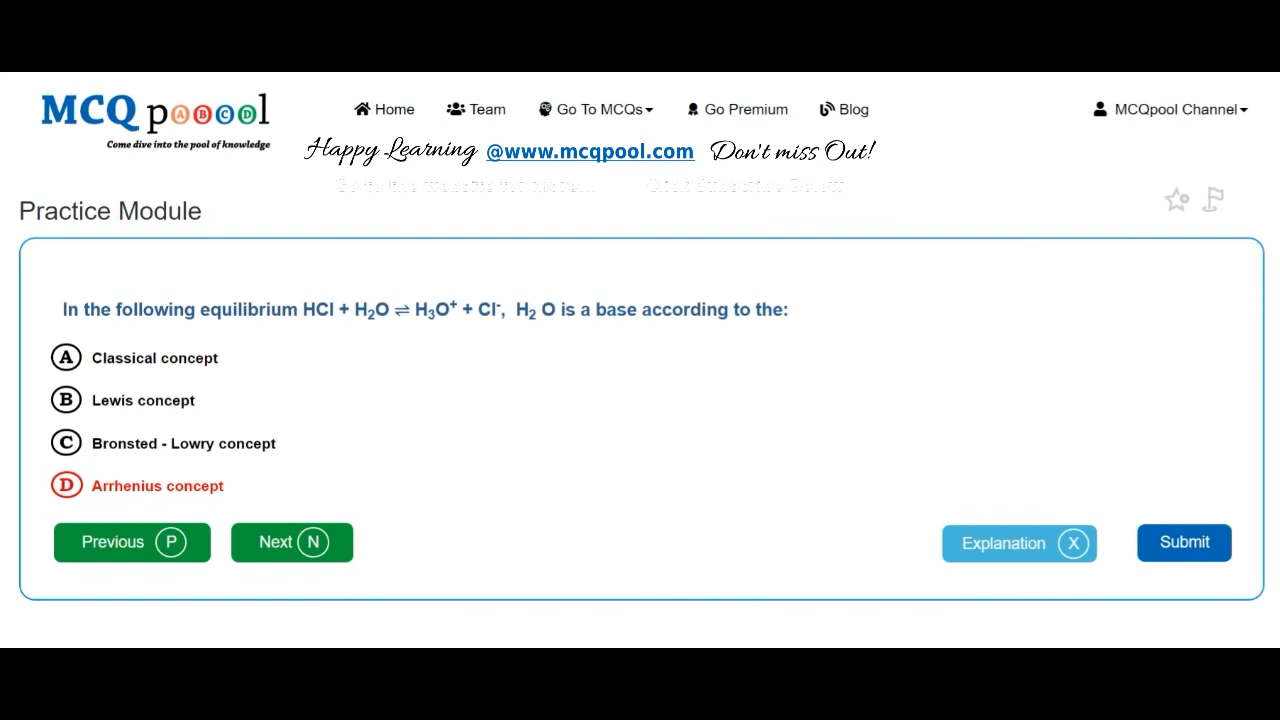 MCQ pooool
Come dive into the pool of knowledge
Home Team Go To MCQs Go Premium Blog MCQpool Channel
Happy Learning @www.mcqpool.com Don't miss Out!
Practice Module
In the following equilibrium HCl + H₂O ⇌ H₃O⁺ + Cl⁻, H₂ O is a base according to the:
A Classical concept
B Lewis concept
C Bronsted - Lowry concept
D Arrhenius concept
Previous P Next N Explanation X Submit